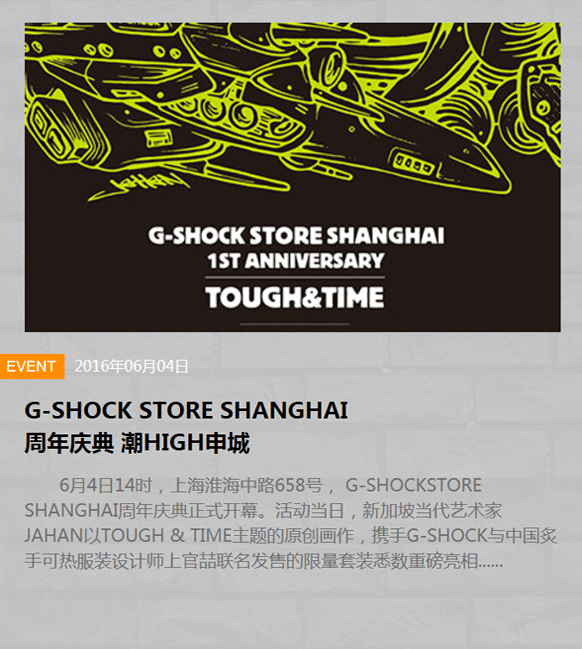 JAHAN
G-SHOCK STORE SHANGHAI
1ST ANNIVERSARY
TOUGH&TIME
EVENT 2016年06月04日
G-SHOCK STORE SHANGHAI
周年庆典 潮HIGH申城
6月4日14时，上海淮海中路658号， G-SHOCKSTORE
SHANGHAI周年庆典正式开幕。活动当日，新加坡当代艺术家
JAHAN以TOUGH & TIME主题的原创画作，携手G-SHOCK与中国炙
手可热服装设计师上官喆联名发售的限量套装悉数重磅亮相......